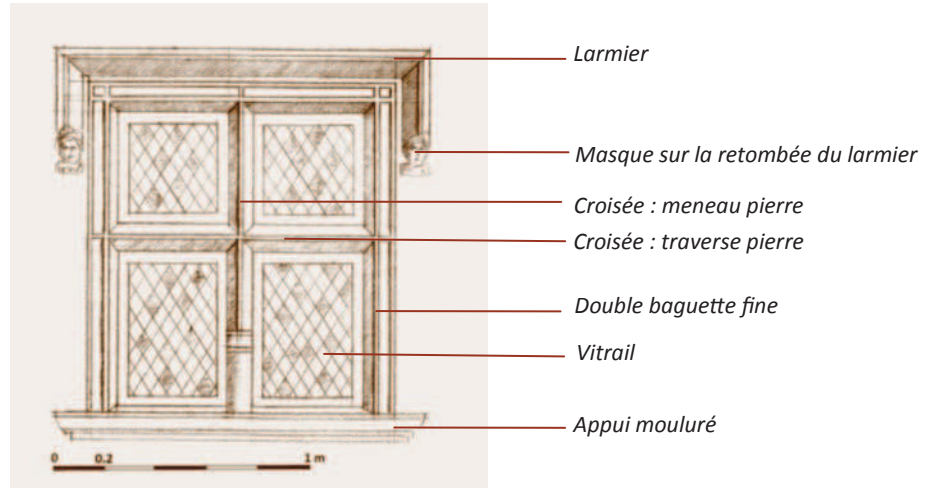 Larmier
Masque sur la retombée du larmier
Croisée : meneau pierre
Croisée : traverse pierre
Double baguette fine
Vitrail
Appui mouluré
0 0.2 1 m